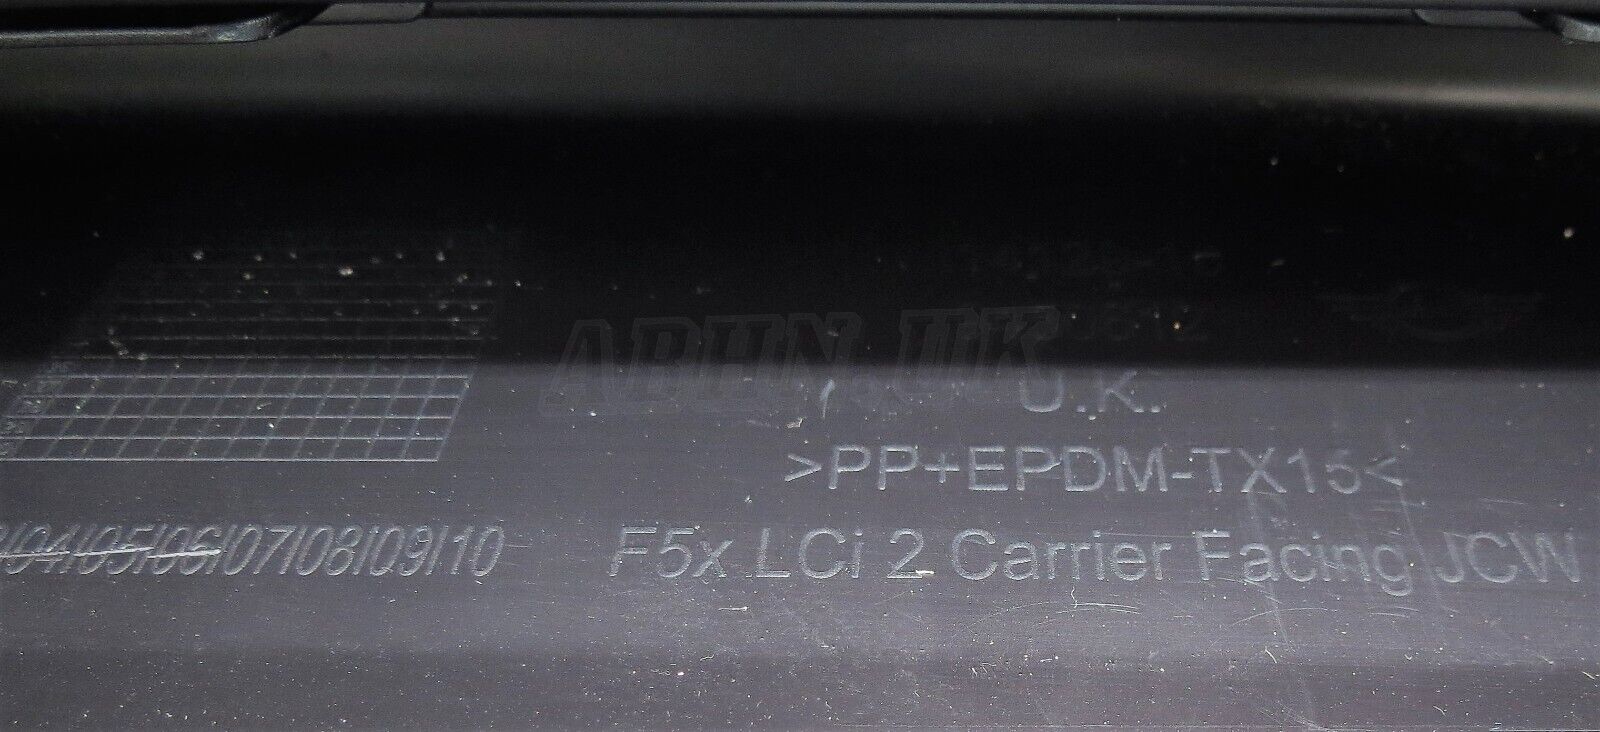 ABHN.UK
U.K.
>PP+EPDM-TX15<
/04/05/06/07/08/09/10
F5x LCi 2 Carrier Facing JCW